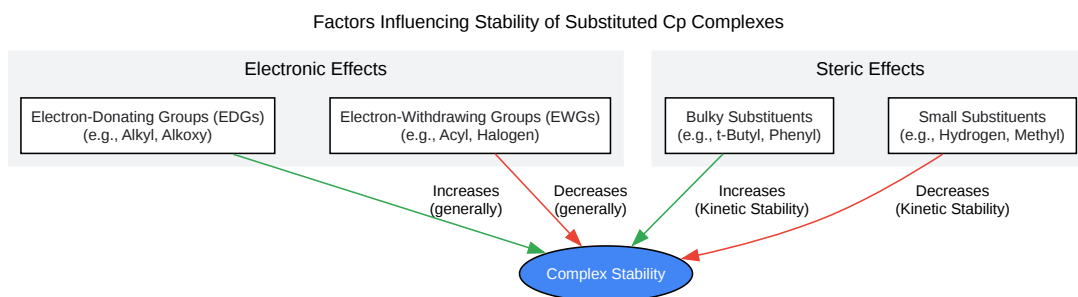 Factors Influencing Stability of Substituted Cp Complexes
Electronic Effects
Steric Effects
Electron-Donating Groups (EDGs)
(e.g., Alkyl, Alkoxy)
Electron-Withdrawing Groups (EWGs)
(e.g., Acyl, Halogen)
Bulky Substituents
(e.g., t-Butyl, Phenyl)
Small Substituents
(e.g., Hydrogen, Methyl)
Increases
(generally)
Decreases
(generally)
Increases
(Kinetic Stability)
Decreases
(Kinetic Stability)
Complex Stability